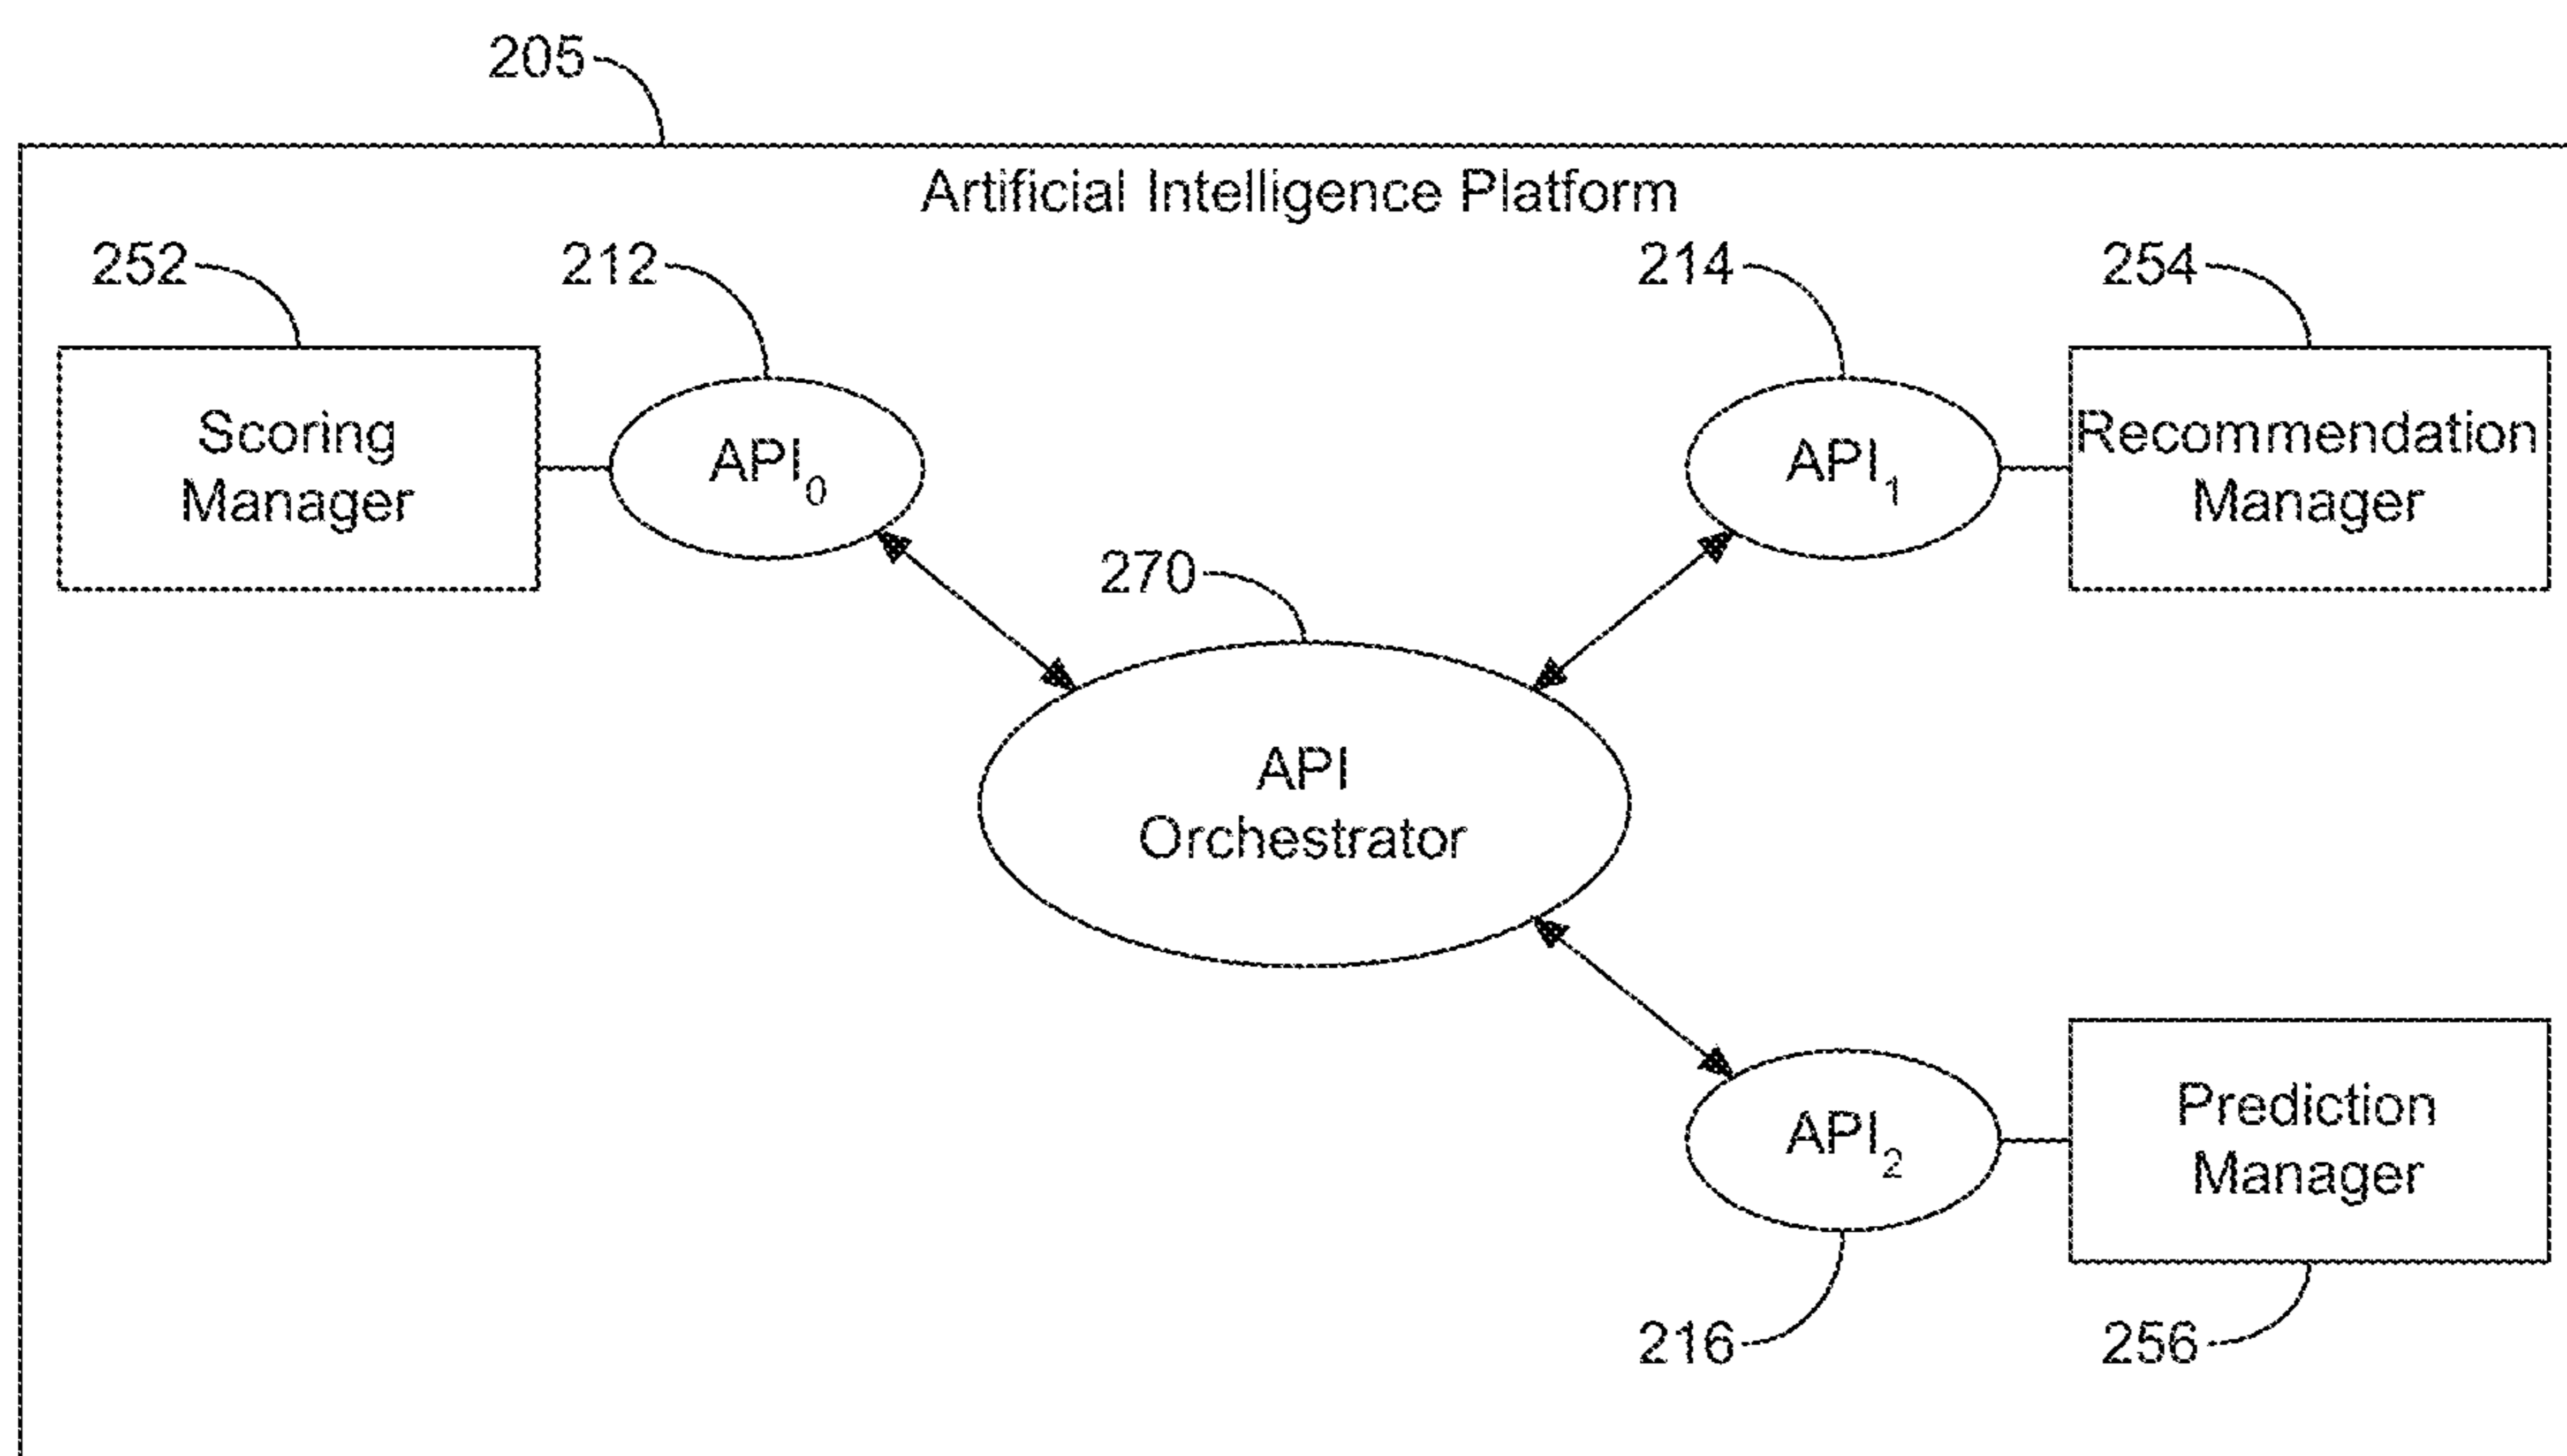 205
Artificial Intelligence Platform
252
212
214
254
Scoring
Manager
API₀
API₁
Recommendation
Manager
270
API
Orchestrator
API₂
Prediction
Manager
216
256